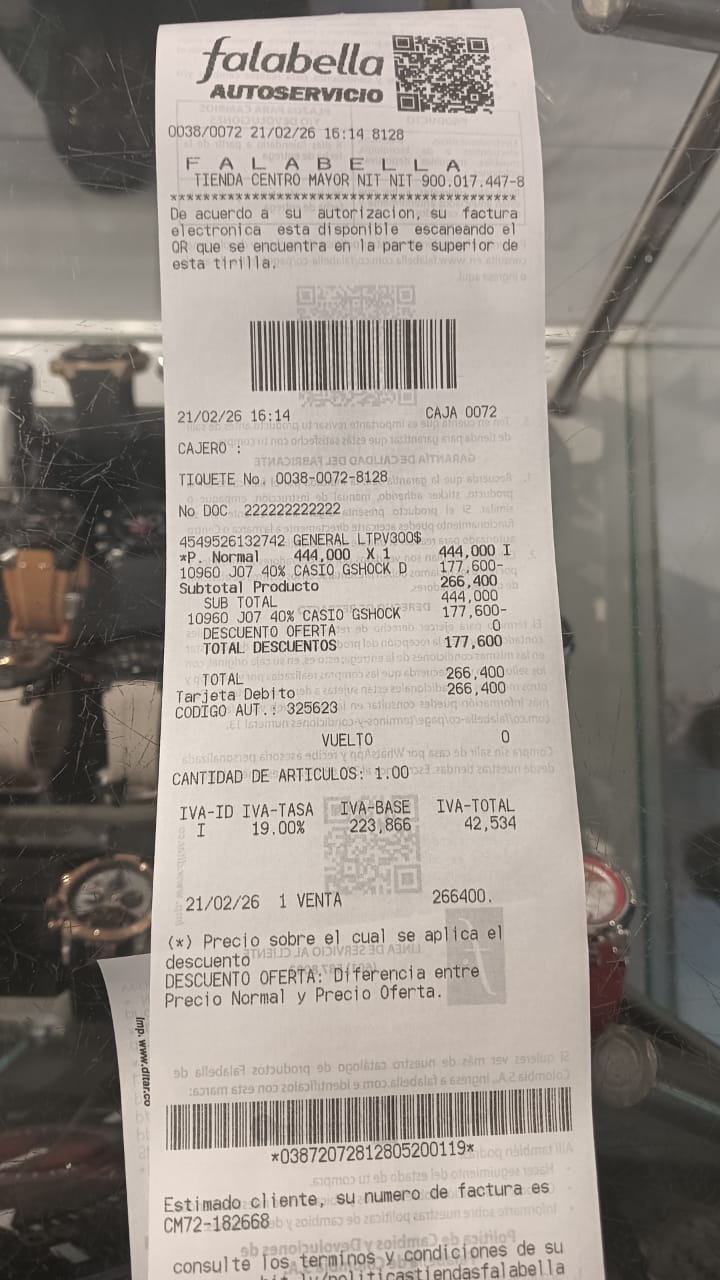 falabella
AUTOSERVICIO
0038/0072 21/02/26 16:14 8128
F A L A B E L L A
TIENDA CENTRO MAYOR NIT NIT 900.017.447-8
*****************************************
De acuerdo a su autorizacion, su factura
electronica esta disponible escaneando el
QR que se encuentra en la parte superior de
esta tirilla.
21/02/26 16:14 CAJA 0072
CAJERO :
TIQUETE No. 0038-0072-8128
No DOC 222222222222
4549526132742 GENERAL LTPV300$
*P. Normal 444,000 X 1 444,000 I
10960 J07 40% CASIO GSHOCK D 177,600-
Subtotal Producto 266,400
SUB TOTAL 444,000
10960 J07 40% CASIO GSHOCK 177,600-
DESCUENTO OFERTA 0
TOTAL DESCUENTOS 177,600
TOTAL 266,400
Tarjeta Debito 266,400
CODIGO AUT.: 325623
VUELTO 0
CANTIDAD DE ARTICULOS: 1.00
IVA-ID IVA-TASA IVA-BASE IVA-TOTAL
I 19.00% 223,866 42,534
21/02/26 1 VENTA 266400.
(*) Precio sobre el cual se aplica el
descuento
DESCUENTO OFERTA: Diferencia entre
Precio Normal y Precio Oferta.
Imp. www.ditar.co
*03872072812805200119*
Estimado cliente, su numero de factura es
CM72-182668
consulte los terminos y condiciones de su